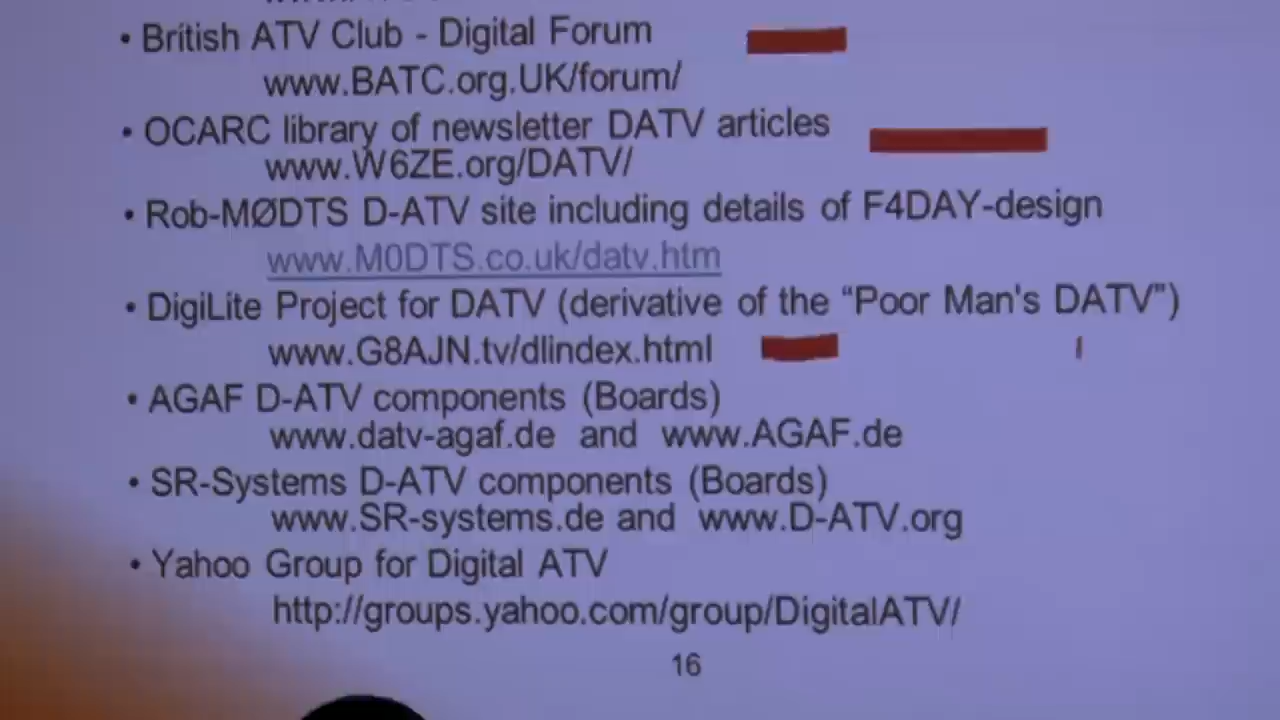 • British ATV Club - Digital Forum
www.BATC.org.UK/forum/
• OCARC library of newsletter DATV articles
www.W6ZE.org/DATV/
• Rob-MØDTS D-ATV site including details of F4DAY-design
www.M0DTS.co.uk/datv.htm
• DigiLite Project for DATV (derivative of the “Poor Man's DATV”)
www.G8AJN.tv/dlindex.html
• AGAF D-ATV components (Boards)
www.datv-agaf.de and www.AGAF.de
• SR-Systems D-ATV components (Boards)
www.SR-systems.de and www.D-ATV.org
• Yahoo Group for Digital ATV
http://groups.yahoo.com/group/DigitalATV/
16